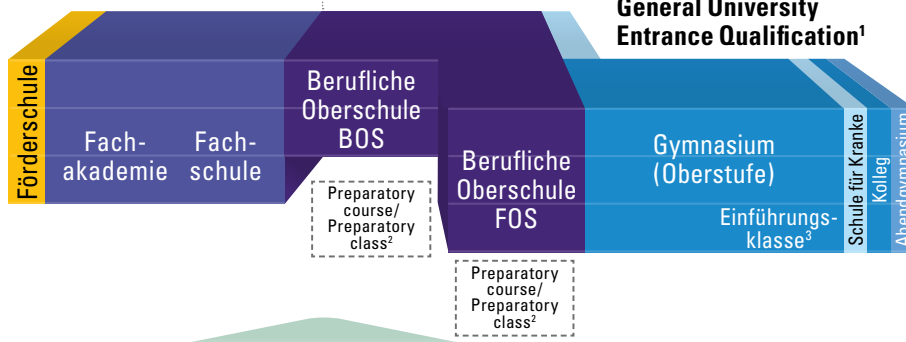 General University
Entrance Qualification¹
Förderschule
Fach-
akademie
Fach-
schule
Berufliche
Oberschule
BOS
Preparatory
course/
Preparatory
class²
Berufliche
Oberschule
FOS
Preparatory
course/
Preparatory
class²
Gymnasium
(Oberstufe)
Einführungs-
klasse³
Schule für Kranke
Kolleg
Abendgymnasium